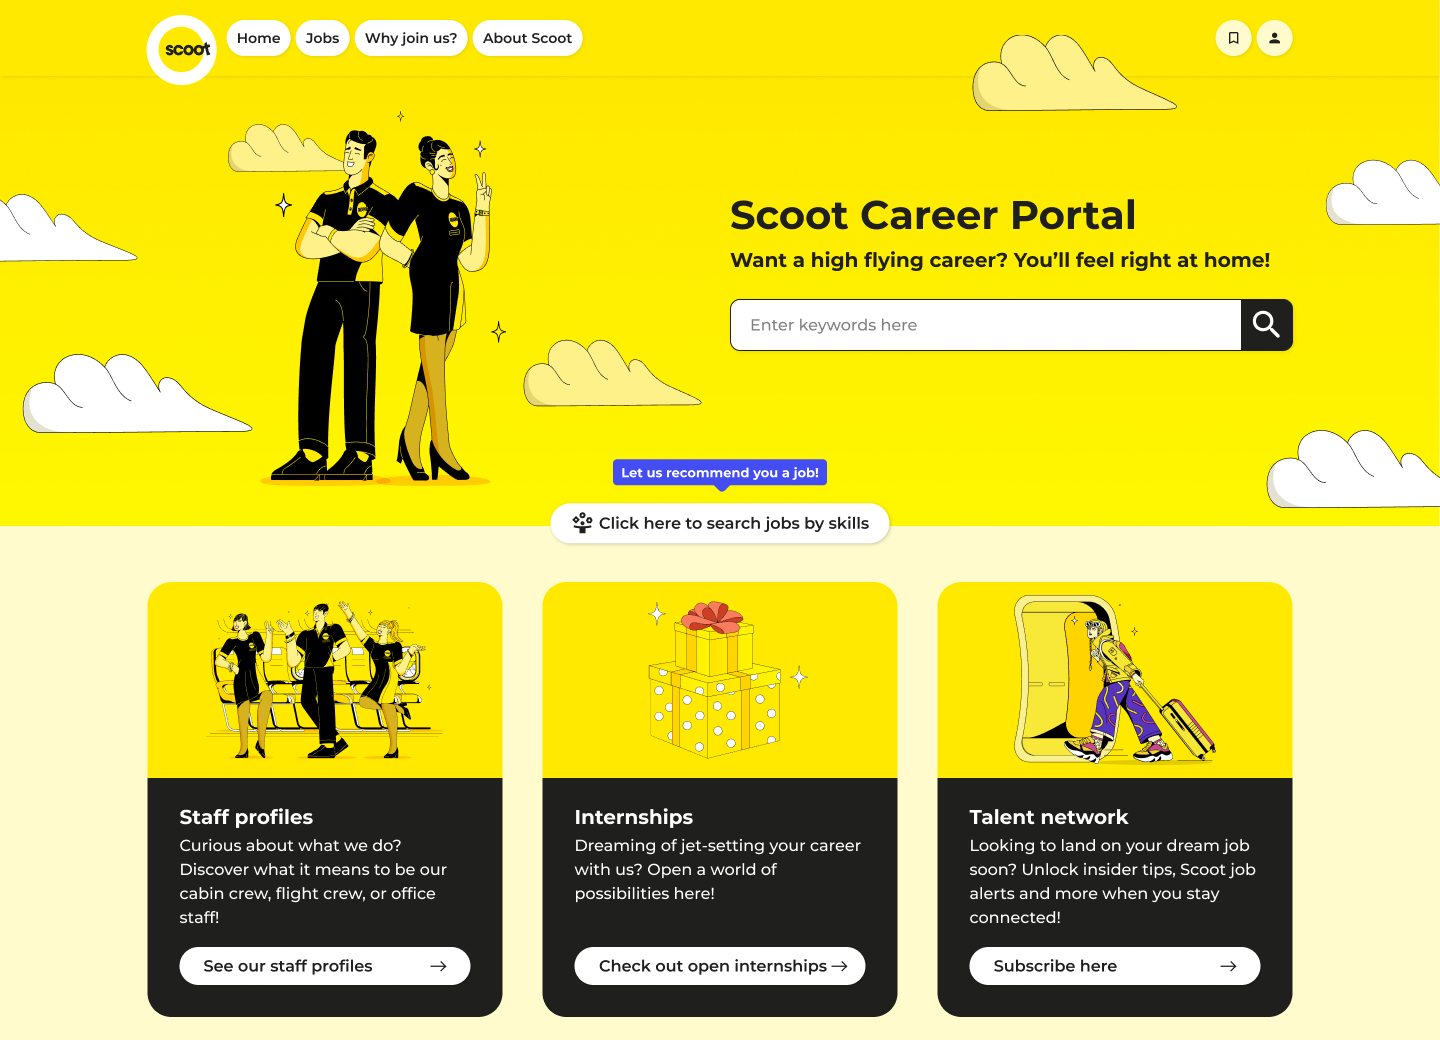 scoot
Home
Jobs
Why join us?
About Scoot
Scoot Career Portal
Want a high flying career? You’ll feel right at home!
Enter keywords here
Let us recommend you a job!
Click here to search jobs by skills
Staff profiles
Curious about what we do?
Discover what it means to be our
cabin crew, flight crew, or office
staff!
See our staff profiles
Internships
Dreaming of jet-setting your career
with us? Open a world of
possibilities here!
Check out open internships
Talent network
Looking to land on your dream job
soon? Unlock insider tips, Scoot job
alerts and more when you stay
connected!
Subscribe here